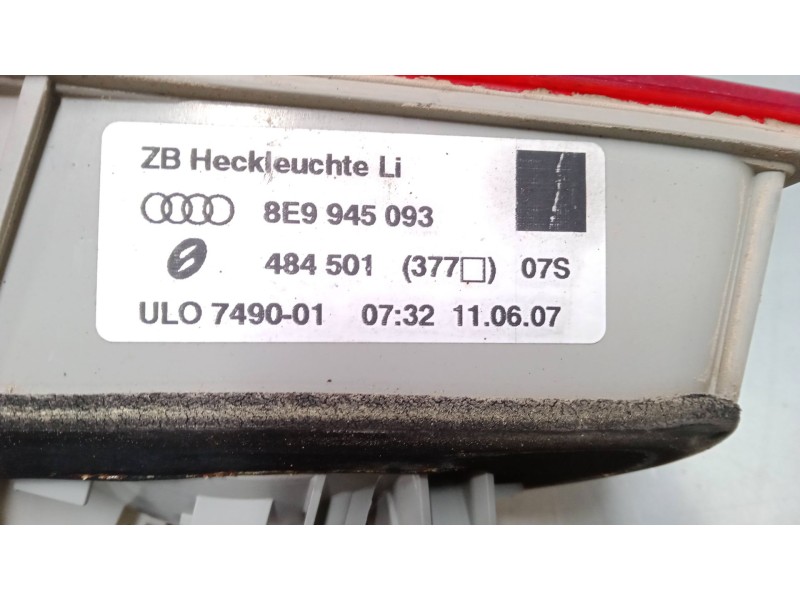 ZB Heckleuchte Li
8E9 945 093
484 501 (377□) 07S
ULO 7490-01 07:32 11.06.07